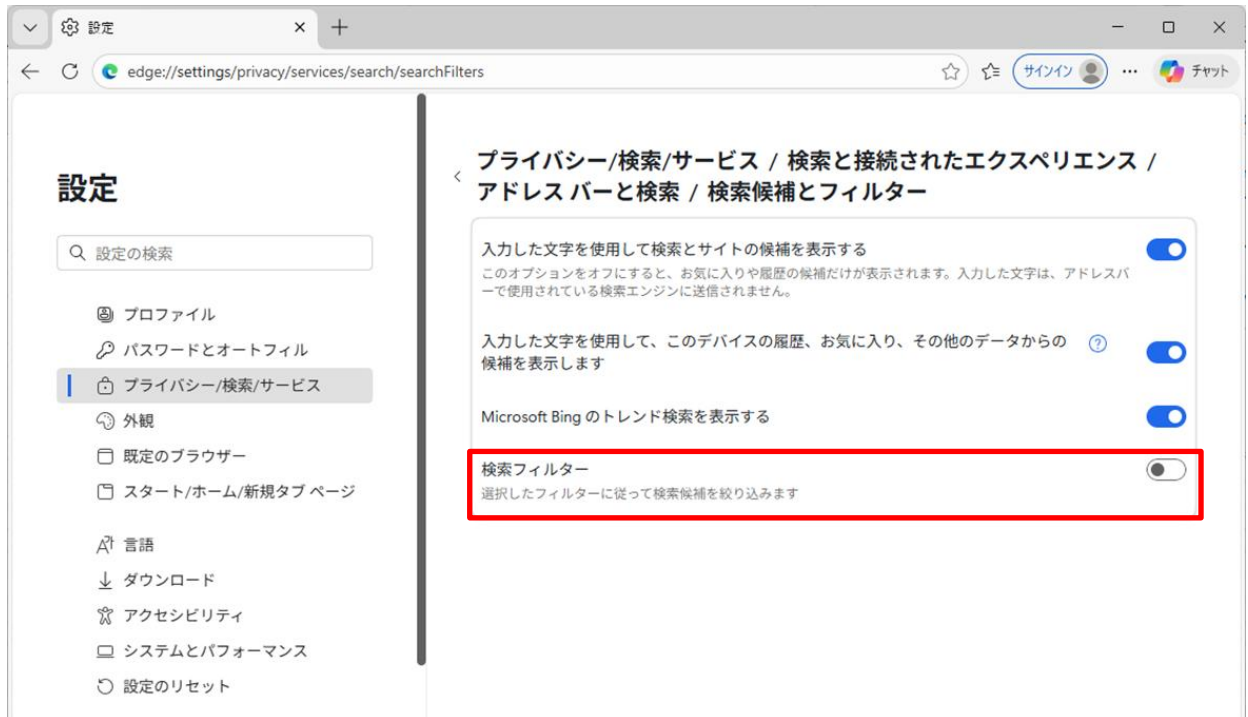 設定
edge://settings/privacy/services/search/searchFilters
サインイン
チャット
設定
設定の検索
プロファイル
パスワードとオートフィル
プライバシー/検索/サービス
外観
既定のブラウザー
スタート/ホーム/新規タブ ページ
言語
ダウンロード
アクセシビリティ
システムとパフォーマンス
設定のリセット
プライバシー/検索/サービス / 検索と接続されたエクスペリエンス /
アドレス バーと検索 / 検索候補とフィルター
入力した文字を使用して検索とサイトの候補を表示する
このオプションをオフにすると、お気に入りや履歴の候補だけが表示されます。入力した文字は、アドレスバ
ーで使用されている検索エンジンに送信されません。
入力した文字を使用して、このデバイスの履歴、お気に入り、その他のデータからの
候補を表示します
Microsoft Bing のトレンド検索を表示する
検索フィルター
選択したフィルターに従って検索候補を絞り込みます